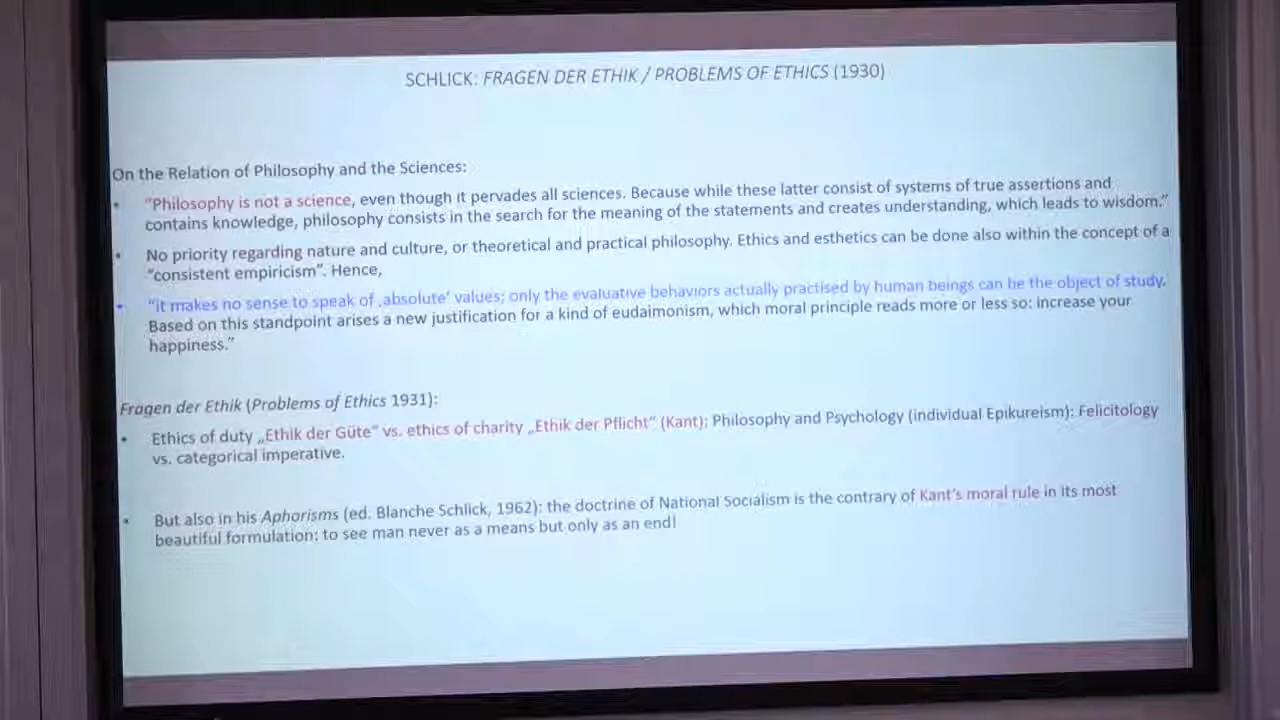 SCHLICK: FRAGEN DER ETHIK / PROBLEMS OF ETHICS (1930)
On the Relation of Philosophy and the Sciences:
• “Philosophy is not a science, even though it pervades all sciences. Because while these latter consist of systems of true assertions and
contains knowledge, philosophy consists in the search for the meaning of the statements and creates understanding, which leads to wisdom.”
• No priority regarding nature and culture, or theoretical and practical philosophy. Ethics and esthetics can be done also within the concept of a
“consistent empiricism”. Hence,
• “it makes no sense to speak of ‚absolute‘ values; only the evaluative behaviors actually practised by human beings can be the object of study.
Based on this standpoint arises a new justification for a kind of eudaimonism, which moral principle reads more or less so: increase your
happiness.”
Fragen der Ethik (Problems of Ethics 1931):
• Ethics of duty „Ethik der Güte“ vs. ethics of charity „Ethik der Pflicht“ (Kant): Philosophy and Psychology (individual Epikureism): Felicitology
vs. categorical imperative.
• But also in his Aphorisms (ed. Blanche Schlick, 1962): the doctrine of National Socialism is the contrary of Kant’s moral rule in its most
beautiful formulation: to see man never as a means but only as an end!